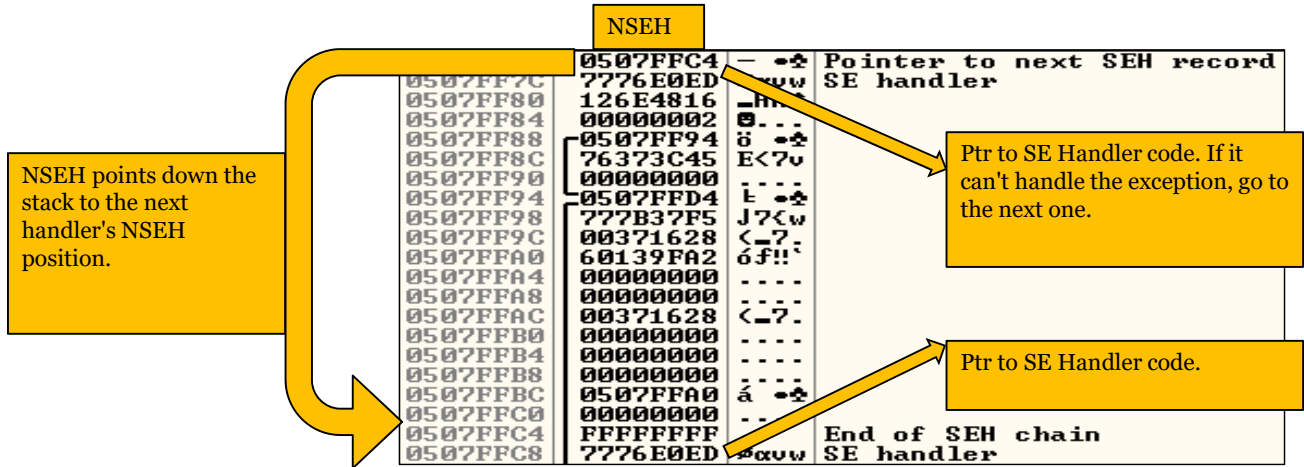 NSEH
0507FFC4 Pointer to next SEH record
0507FF7C 7776E0ED SE handler
0507FF80 126E4816
0507FF84 00000002
0507FF88 0507FF94 ö
0507FF8C 76373C45 E<7v
0507FF90 00000000 ....
0507FF94 0507FFD4
0507FF98 777B37F5 J7{w
0507FF9C 00371628 (_7.
0507FFA0 60139FA2 óf!!`
0507FFA4 00000000 ....
0507FFA8 00000000 ....
0507FFAC 00371628 (_7.
0507FFB0 00000000 ....
0507FFB4 00000000 ....
0507FFB8 00000000 ....
0507FFBC 0507FFA0 á
0507FFC0 00000000
0507FFC4 FFFFFFFF End of SEH chain
0507FFC8 7776E0ED αvw SE handler
NSEH points down the
stack to the next
handler's NSEH
position.
Ptr to SE Handler code. If it
can't handle the exception, go to
the next one.
Ptr to SE Handler code.